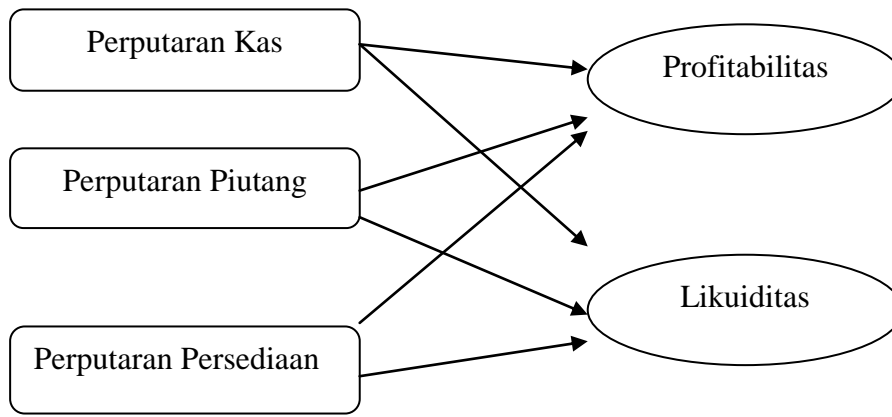 Perputaran Kas
Profitabilitas
Perputaran Piutang
Likuiditas
Perputaran Persediaan